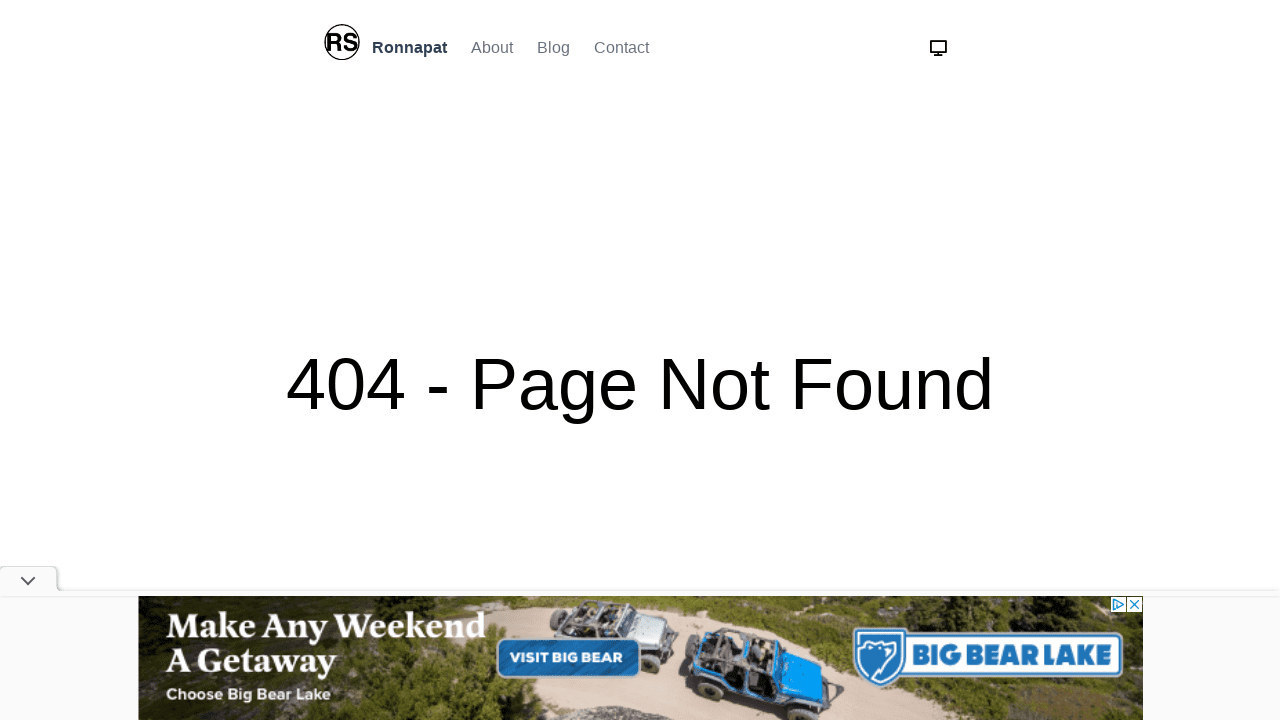 RS Ronnapat About Blog Contact
404 - Page Not Found
Make Any Weekend
A Getaway
Choose Big Bear Lake
VISIT BIG BEAR
BIG BEAR LAKE